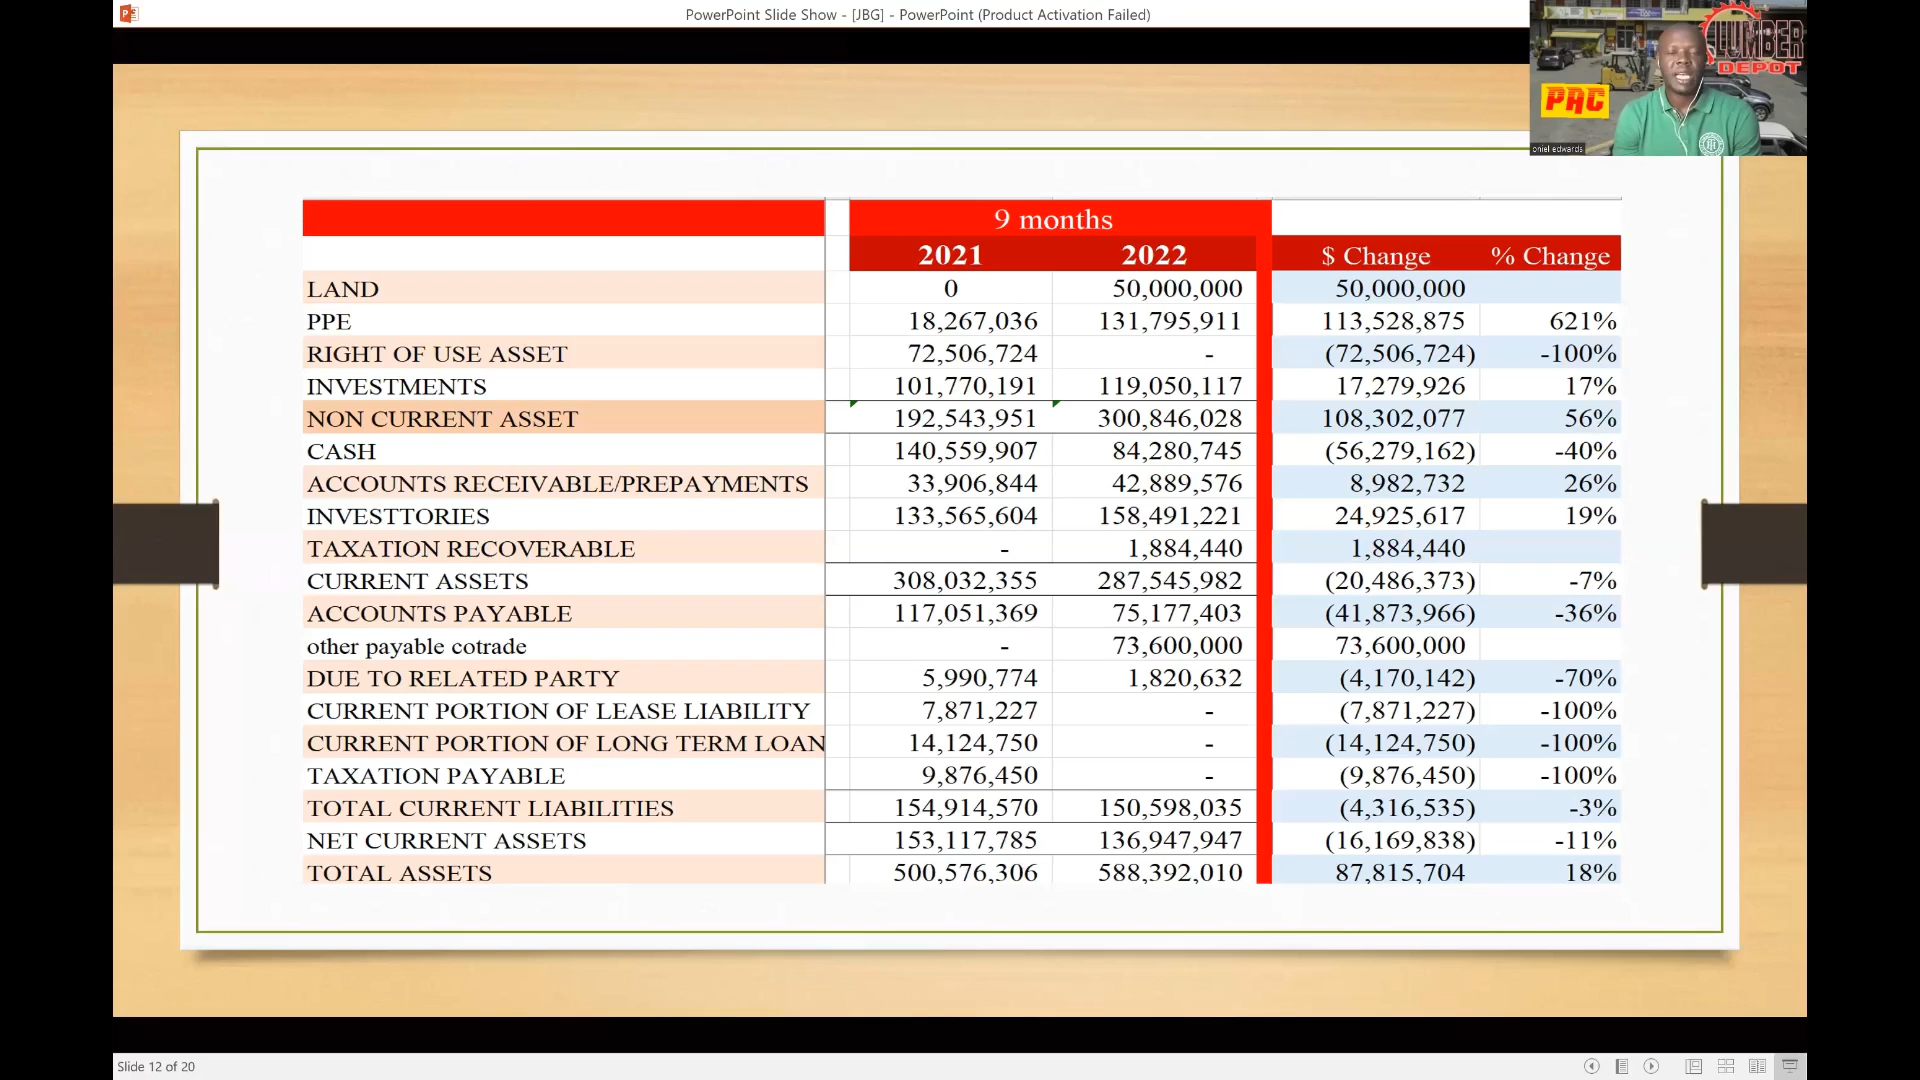 PowerPoint Slide Show - [JBG] - PowerPoint (Product Activation Failed)
LUMBER
DEPOT
PAC
oniel edwards
9 months
2021 2022 $ Change % Change
LAND 0 50,000,000 50,000,000
PPE 18,267,036 131,795,911 113,528,875 621%
RIGHT OF USE ASSET 72,506,724 - (72,506,724) -100%
INVESTMENTS 101,770,191 119,050,117 17,279,926 17%
NON CURRENT ASSET 192,543,951 300,846,028 108,302,077 56%
CASH 140,559,907 84,280,745 (56,279,162) -40%
ACCOUNTS RECEIVABLE/PREPAYMENTS 33,906,844 42,889,576 8,982,732 26%
INVESTTORIES 133,565,604 158,491,221 24,925,617 19%
TAXATION RECOVERABLE - 1,884,440 1,884,440
CURRENT ASSETS 308,032,355 287,545,982 (20,486,373) -7%
ACCOUNTS PAYABLE 117,051,369 75,177,403 (41,873,966) -36%
other payable cotrade - 73,600,000 73,600,000
DUE TO RELATED PARTY 5,990,774 1,820,632 (4,170,142) -70%
CURRENT PORTION OF LEASE LIABILITY 7,871,227 - (7,871,227) -100%
CURRENT PORTION OF LONG TERM LOAN 14,124,750 - (14,124,750) -100%
TAXATION PAYABLE 9,876,450 - (9,876,450) -100%
TOTAL CURRENT LIABILITIES 154,914,570 150,598,035 (4,316,535) -3%
NET CURRENT ASSETS 153,117,785 136,947,947 (16,169,838) -11%
TOTAL ASSETS 500,576,306 588,392,010 87,815,704 18%
Slide 12 of 20